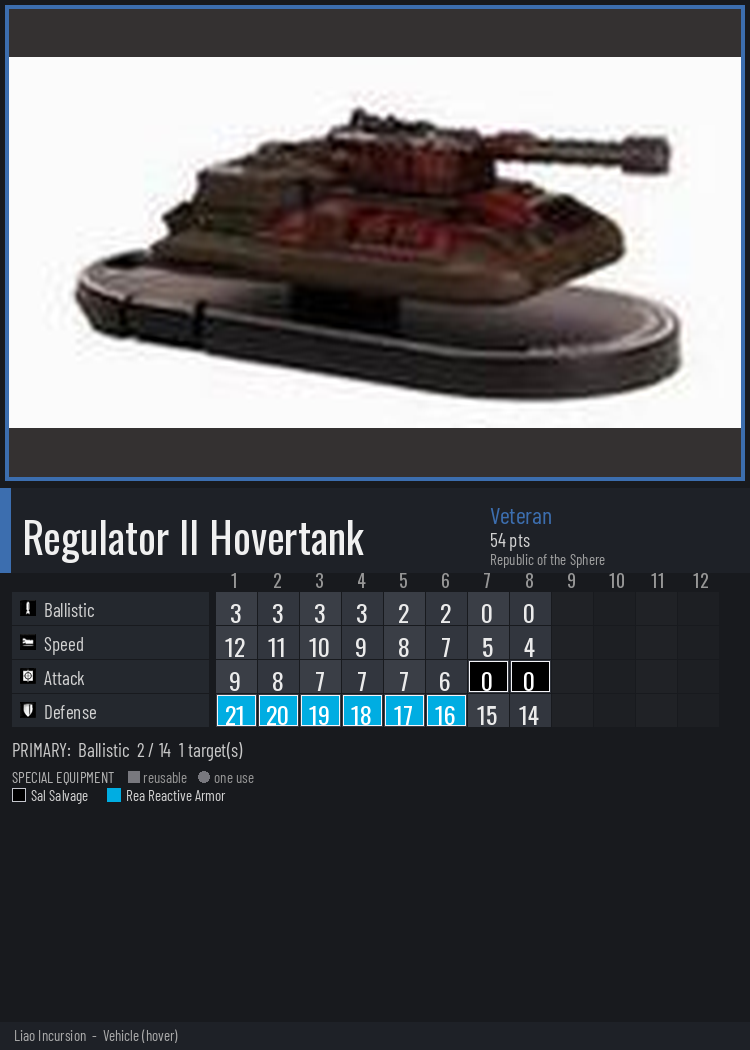 Regulator II Hovertank
Veteran
54 pts
Republic of the Sphere
1 2 3 4 5 6 7 8 9 10 11 12
Ballistic 3 3 3 3 2 2 0 0
Speed 12 11 10 9 8 7 5 4
Attack 9 8 7 7 7 6 0 0
Defense 21 20 19 18 17 16 15 14
PRIMARY: Ballistic 2 / 14 1 target(s)
SPECIAL EQUIPMENT reusable one use
Sal Salvage Rea Reactive Armor
Liao Incursion - Vehicle (hover)